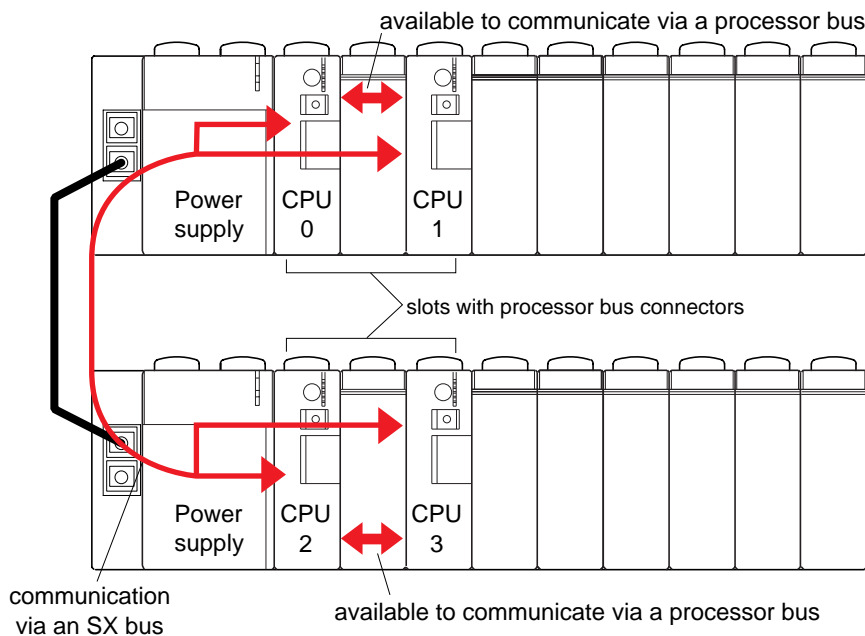 available to communicate via a processor bus
Power
supply
CPU
0
CPU
1
slots with processor bus connectors
Power
supply
CPU
2
CPU
3
communication
via an SX bus
available to communicate via a processor bus